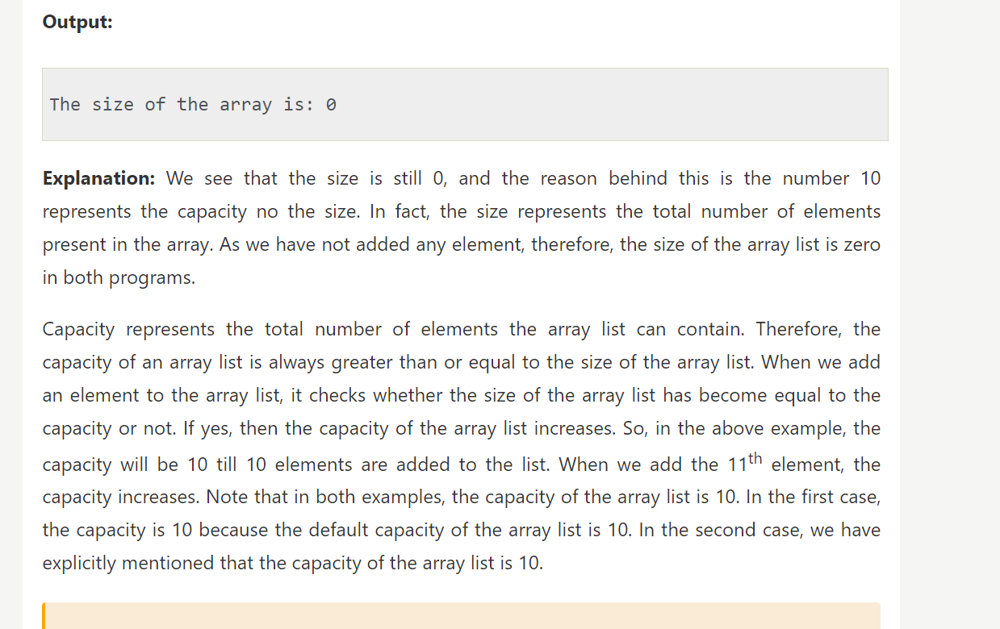 Output:
The size of the array is: 0
Explanation: We see that the size is still 0, and the reason behind this is the number 10
represents the capacity no the size. In fact, the size represents the total number of elements
present in the array. As we have not added any element, therefore, the size of the array list is zero
in both programs.
Capacity represents the total number of elements the array list can contain. Therefore, the
capacity of an array list is always greater than or equal to the size of the array list. When we add
an element to the array list, it checks whether the size of the array list has become equal to the
capacity or not. If yes, then the capacity of the array list increases. So, in the above example, the
capacity will be 10 till 10 elements are added to the list. When we add the 11th element, the
capacity increases. Note that in both examples, the capacity of the array list is 10. In the first case,
the capacity is 10 because the default capacity of the array list is 10. In the second case, we have
explicitly mentioned that the capacity of the array list is 10.